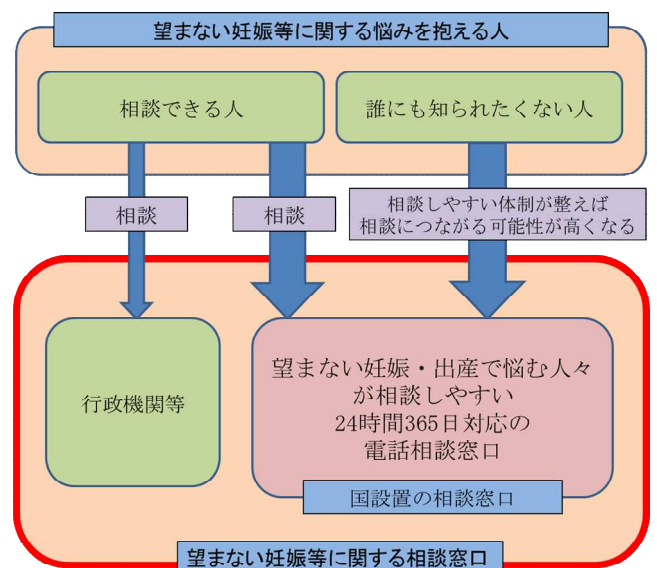 望まない妊娠等に関する悩みを抱える人
相談できる人
誰にも知られたくない人
相談
相談
相談しやすい体制が整えば
相談につながる可能性が高くなる
行政機関等
望まない妊娠・出産で悩む人々
が相談しやすい
24時間365日対応の
電話相談窓口
国設置の相談窓口
望まない妊娠等に関する相談窓口